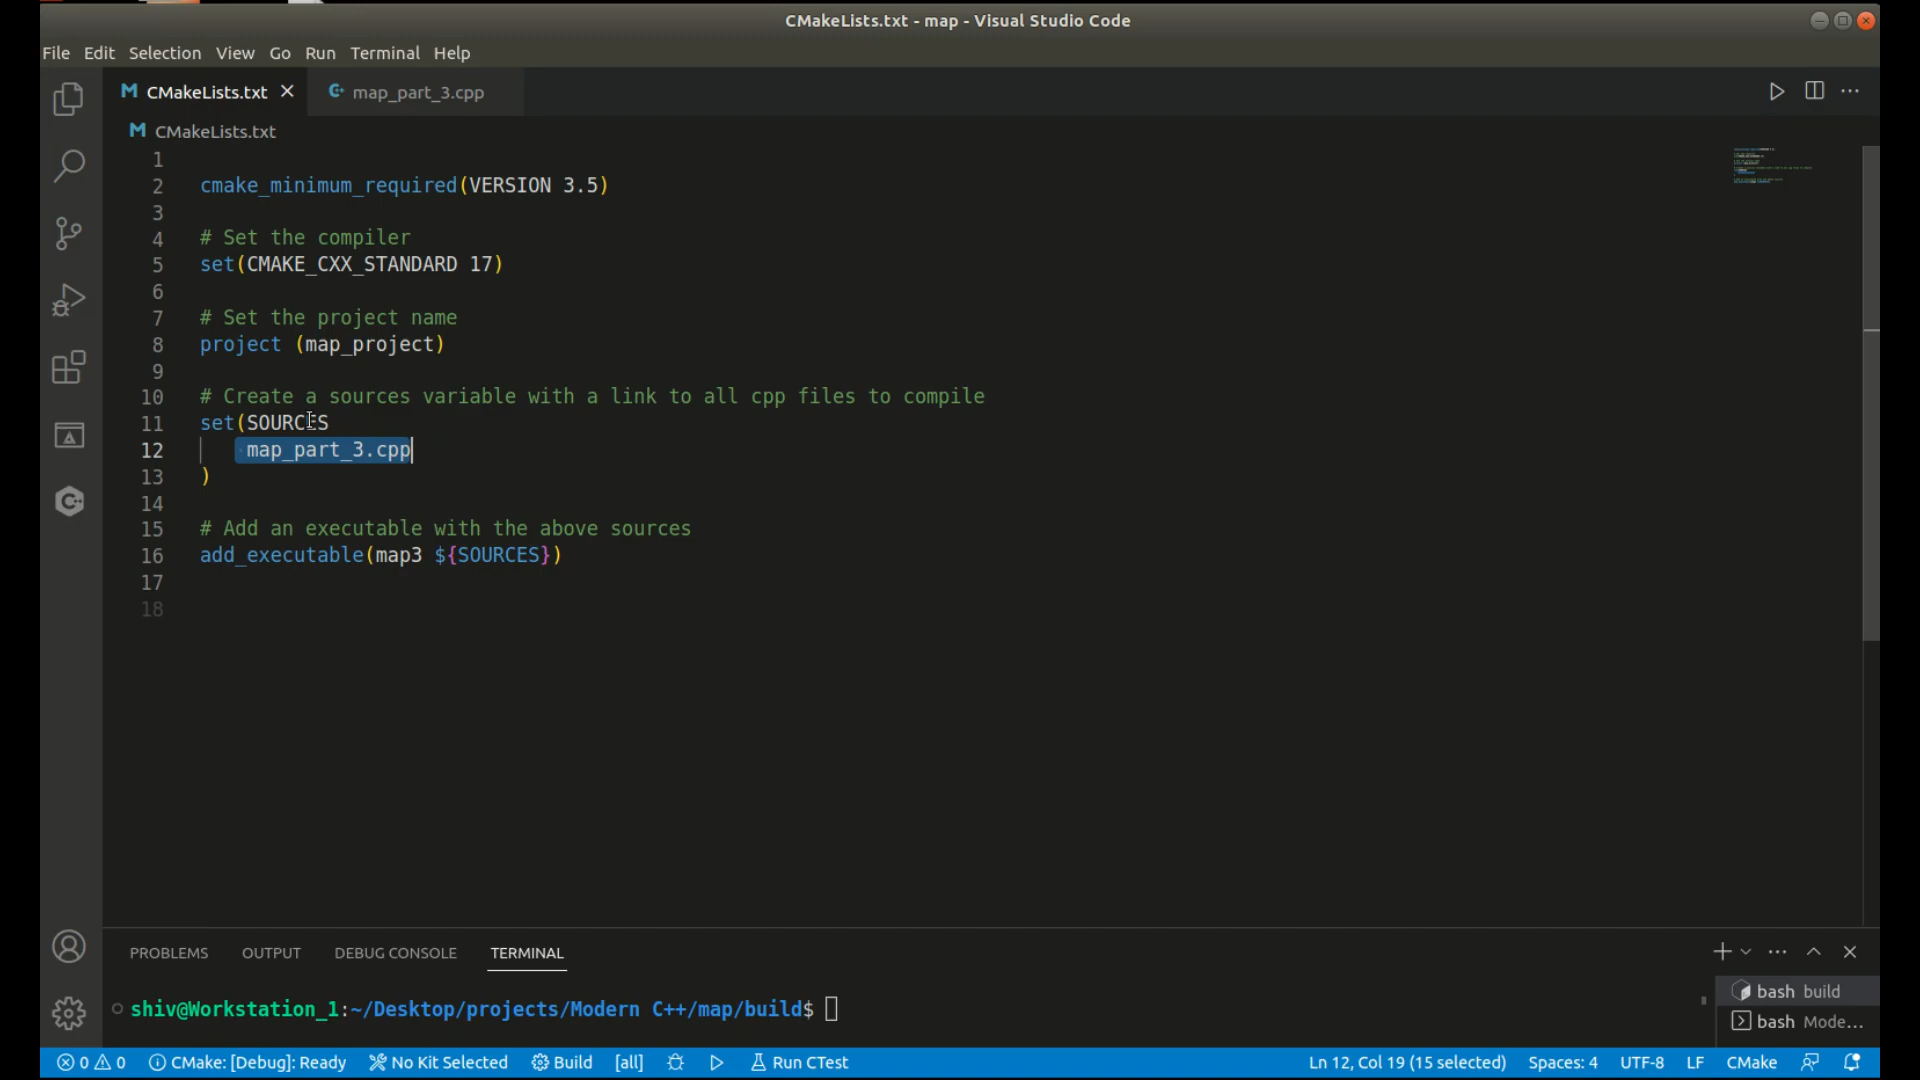 CMakeLists.txt - map - Visual Studio Code
File Edit Selection View Go Run Terminal Help
CMakeLists.txt map_part_3.cpp
CMakeLists.txt
1
2 cmake_minimum_required(VERSION 3.5)
3
4 # Set the compiler
5 set(CMAKE_CXX_STANDARD 17)
6
7 # Set the project name
8 project (map_project)
9
10 # Create a sources variable with a link to all cpp files to compile
11 set(SOURCES
12 map_part_3.cpp
13 )
14
15 # Add an executable with the above sources
16 add_executable(map3 ${SOURCES})
17
18
PROBLEMS OUTPUT DEBUG CONSOLE TERMINAL
shiv@Workstation_1:~/Desktop/projects/Modern C++/map/build$
bash build
bash Mode...
0 0 CMake: [Debug]: Ready No Kit Selected Build [all] Run CTest Ln 12, Col 19 (15 selected) Spaces: 4 UTF-8 LF CMake